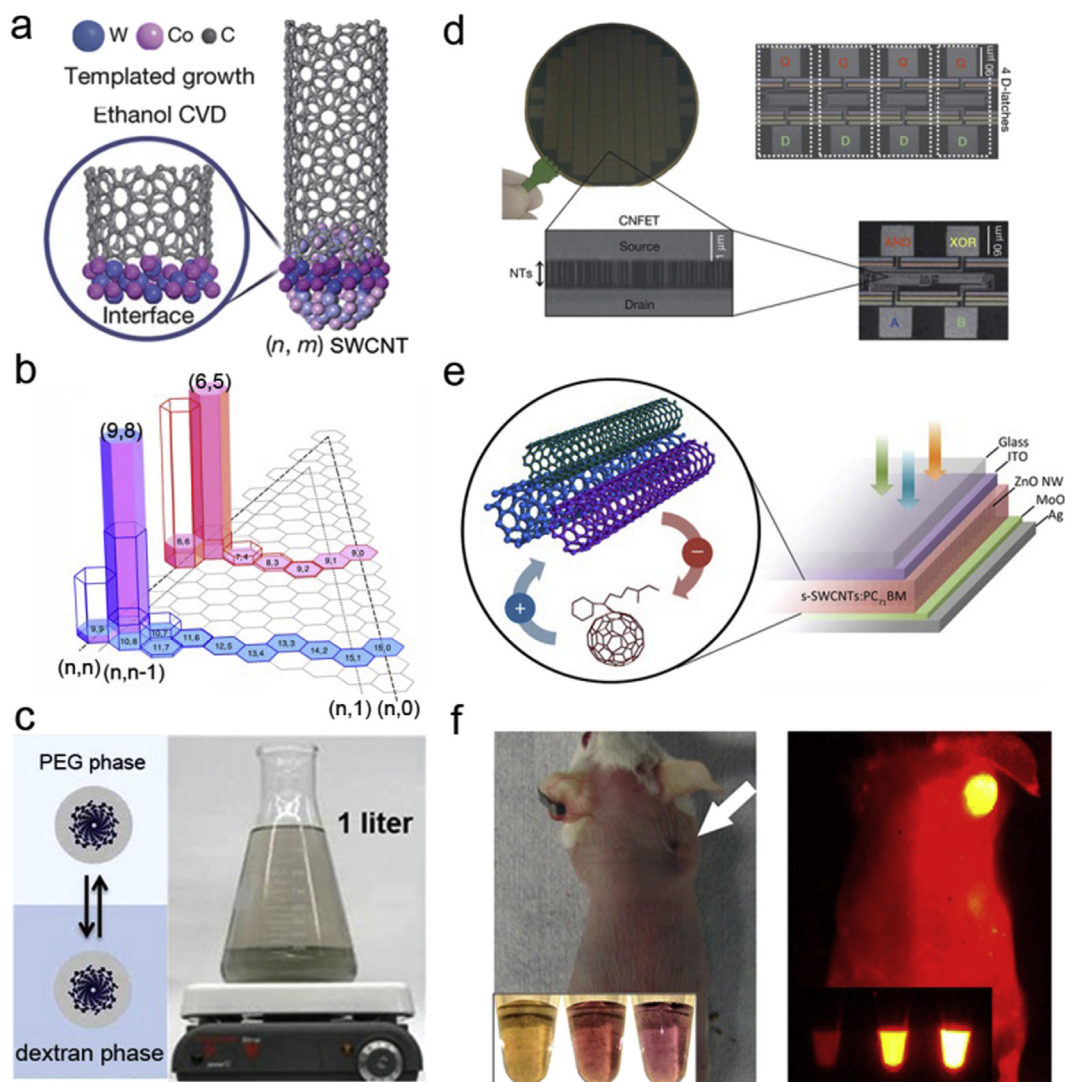 a
W Co C
Templated growth
Ethanol CVD
Interface
(n, m) SWCNT
b
(6,5)
(9,8)
6,6
7,4
8,3
9,2
9,1
9,0
9,9
10,8
10,7
11,7
11,6
12,5
13,4
13,3
14,2
15,1
15,0
(n,n)
(n,n-1)
(n,1)
(n,0)
c
PEG phase
dextran phase
1 liter
d
Q Q Q Q
D D D D
90 μm
4 D-latches
CNFET
Source
1 μm
NTs
Drain
AND XOR
90 μm
A B
e
Glass
ITO
ZnO NW
MoO
Ag
s-SWCNTs:PC71BM
+
−
f